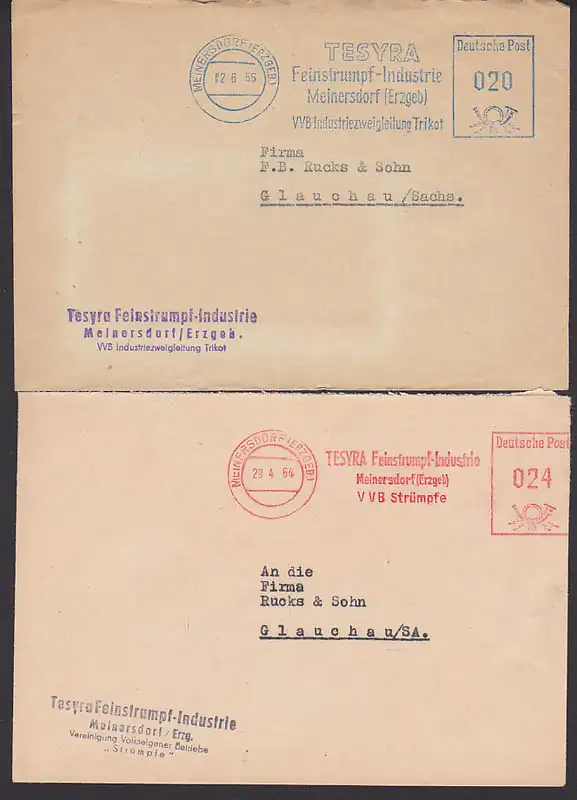 MEINERSDORF (ERZGEB)
12 6 56
TESYRA
Feinstrumpf-Industrie
Meinersdorf (Erzgeb)
VVB Industriezweigleitung Trikot
Deutsche Post
020
Firma
F.B. Rucks & Sohn
Glauchau/Sachs.
Tesyra Feinstrumpf-Industrie
Meinersdorf/Erzgeb.
VVB Industriezweigleitung Trikot
MEINERSDORF (ERZGEB)
29 4 54
TESYRA Feinstrumpf-Industrie
Meinersdorf (Erzgeb)
VVB Strümpfe
Deutsche Post
024
An die
Firma
Rucks & Sohn
Glauchau/SA.
Tesyra Feinstrumpf-Industrie
Meinersdorf/Erzg.
Vereinigung Volkseigener Betriebe
„Strümpfe"